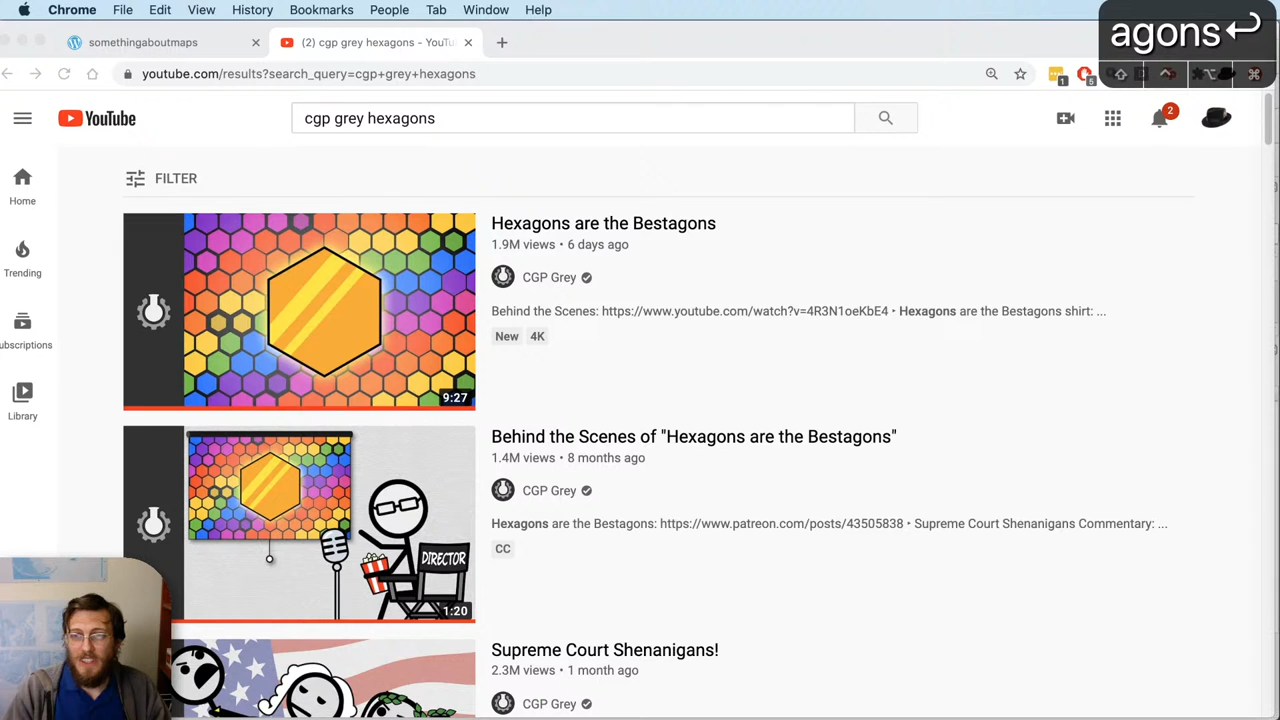 Chrome File Edit View History Bookmarks People Tab Window Help
agons
somethingaboutmaps
(2) cgp grey hexagons - YouTu
youtube.com/results?search_query=cgp+grey+hexagons
1
5
YouTube
cgp grey hexagons
2
FILTER
Home
Trending
ubscriptions
Library
Hexagons are the Bestagons
1.9M views • 6 days ago
CGP Grey
Behind the Scenes: https://www.youtube.com/watch?v=4R3N1oeKbE4 • Hexagons are the Bestagons shirt: ...
New 4K
9:27
Behind the Scenes of "Hexagons are the Bestagons"
1.4M views • 8 months ago
CGP Grey
Hexagons are the Bestagons: https://www.patreon.com/posts/43505838 • Supreme Court Shenanigans Commentary: ...
CC
DIRECTOR
1:20
Supreme Court Shenanigans!
2.3M views • 1 month ago
CGP Grey